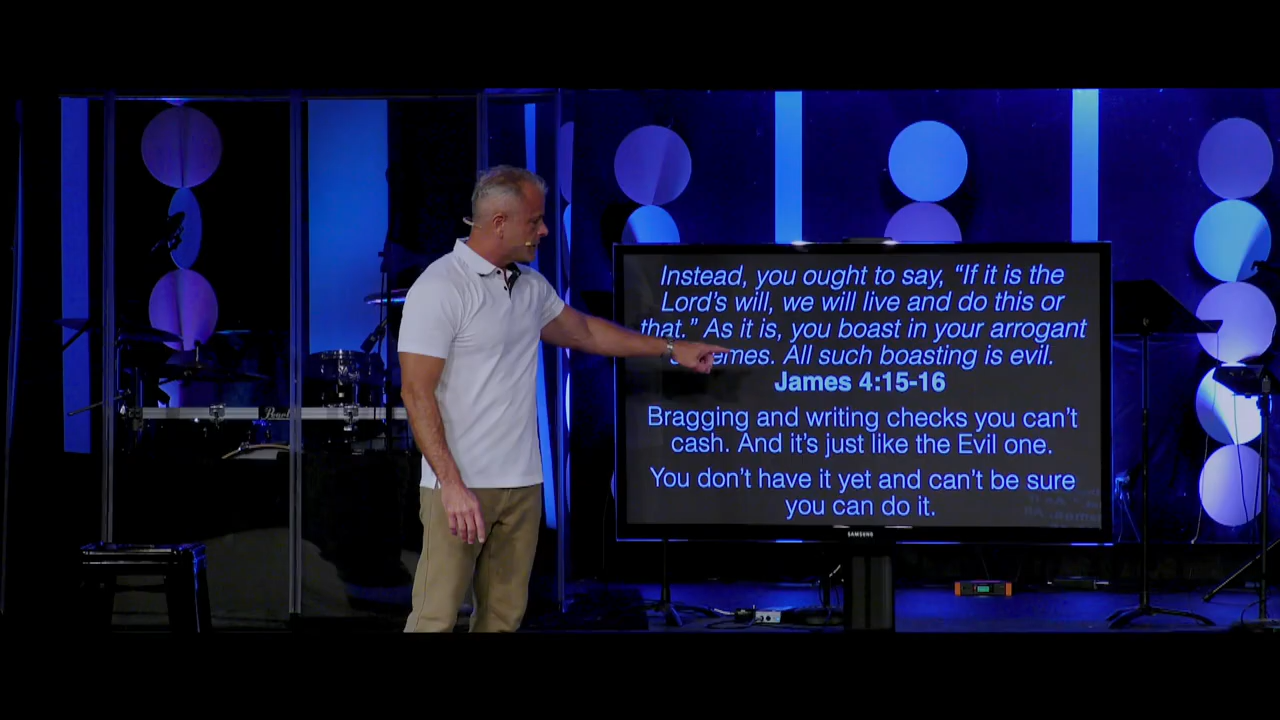 Instead, you ought to say, “If it is the
Lord’s will, we will live and do this or
that.” As it is, you boast in your arrogant
All such boasting is evil.
James 4:15-16
Bragging and writing checks you can’t
cash. And it’s just like the Evil one.
You don’t have it yet and can’t be sure
you can do it.
SAMSUNG
Pearl